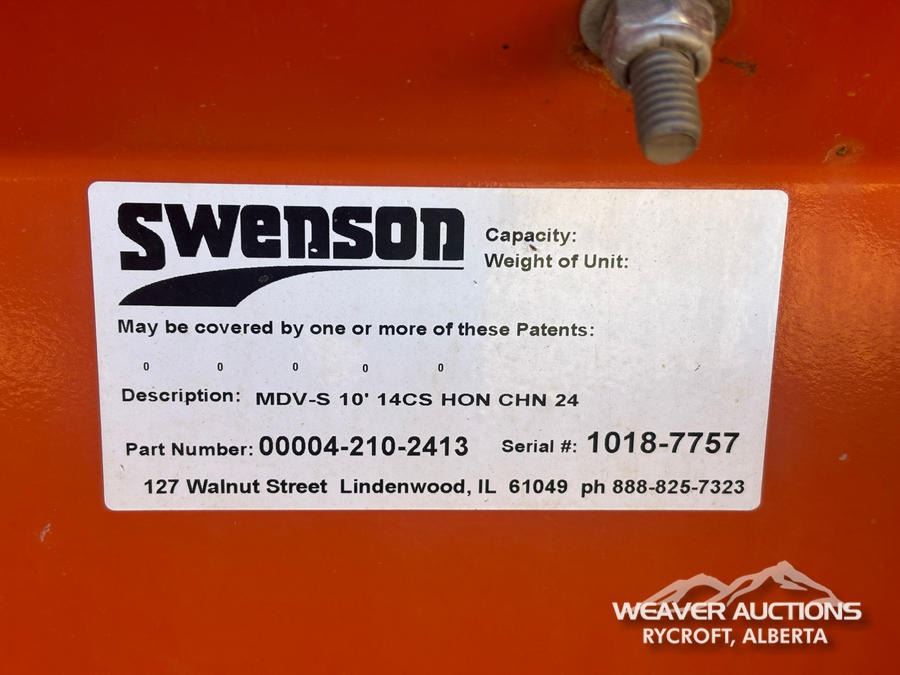 SWENSON
Capacity:
Weight of Unit:
May be covered by one or more of these Patents:
0 0 0 0 0
Description: MDV-S 10' 14CS HON CHN 24
Part Number: 00004-210-2413 Serial #: 1018-7757
127 Walnut Street Lindenwood, IL 61049 ph 888-825-7323
WEAVER AUCTIONS
RYCROFT, ALBERTA